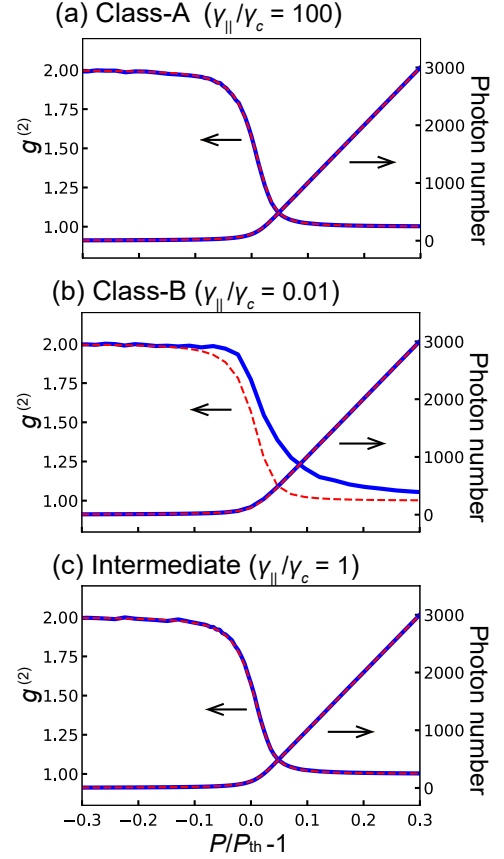 (a) Class-A (γ||/γc = 100)
2.00
1.75
1.50
1.25
1.00
g(2)
3000
2000
1000
0
Photon number
(b) Class-B (γ||/γc = 0.01)
2.00
1.75
1.50
1.25
1.00
g(2)
3000
2000
1000
0
Photon number
(c) Intermediate (γ||/γc = 1)
2.00
1.75
1.50
1.25
1.00
g(2)
3000
2000
1000
0
Photon number
−0.3 −0.2 −0.1 0.0 0.1 0.2 0.3
P/Pth-1